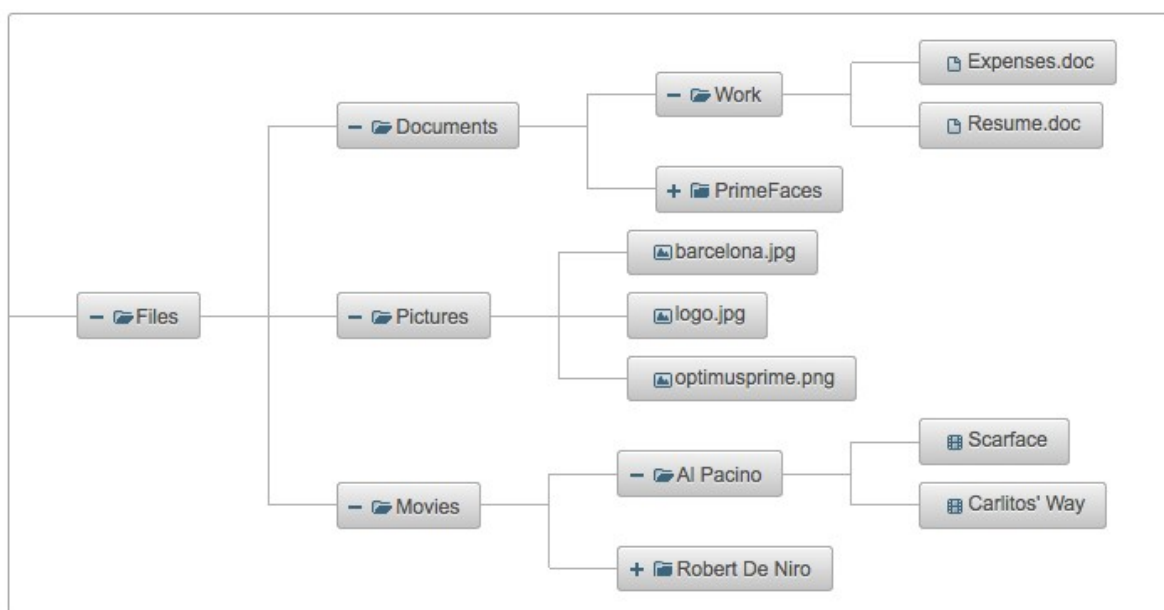 Files
Documents
Work
Expenses.doc
Resume.doc
PrimeFaces
Pictures
barcelona.jpg
logo.jpg
optimusprime.png
Movies
Al Pacino
Scarface
Carlitos' Way
Robert De Niro